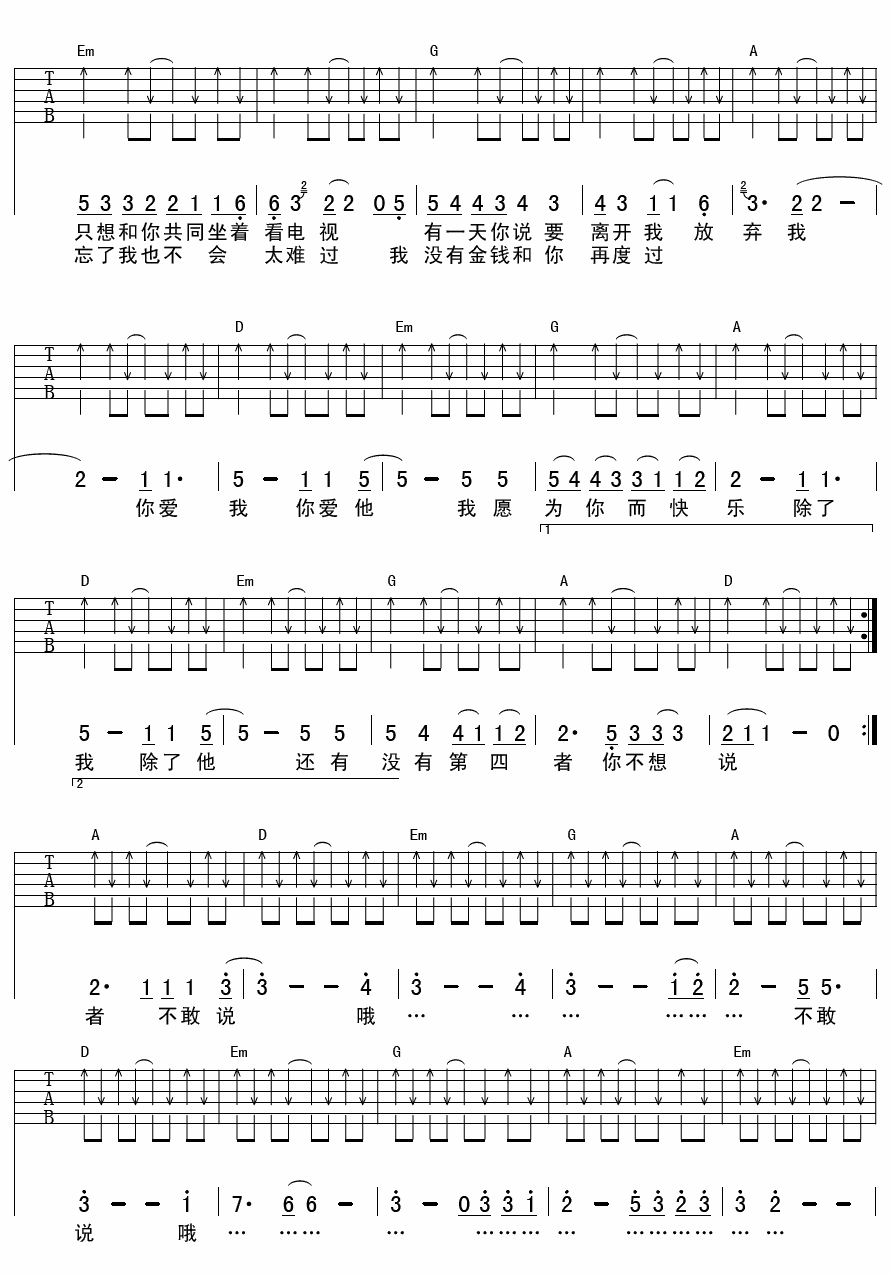 Em G A
T
A
B
5 3 3 2 2 1 1 6 6 2 3 2 2 0 5 5 4 4 3 4 3 4 3 1 1 6 2 3· 2 2 －
只想和你共同坐着 看电 视 有一天你说 要 离开我 放 弃 我
忘了我也不 会 太难 过 我 没有金钱和你 再度过
D Em G A
T
A
B
2 － 1 1· 5 － 1 1 5 5 － 5 5 5 4 4 3 3 1 1 2 2 － 1 1·
你爱 我 你爱 他 我 愿 为 你 而 快 乐 除了
1
D Em G A D
T
A
B
5 － 1 1 5 5 － 5 5 5 4 4 1 1 2 2· 5 3 3 3 2 1 1 － 0
我 除了 他 还 有 没 有 第 四 者 你不想 说
2
A D Em G A
T
A
B
2· 1 1 1 3 3 － － 4 3 － － 4 3 － － 1 2 2 － 5 5·
者 不敢 说 哦 … … … …… … 不敢
D Em G A Em
T
A
B
3 － － 1 7· 6 6 － 3 － 0 3 3 1 2 － 5 3 2 3 3 2 － －
说 哦 … …… … …… … ……… … …